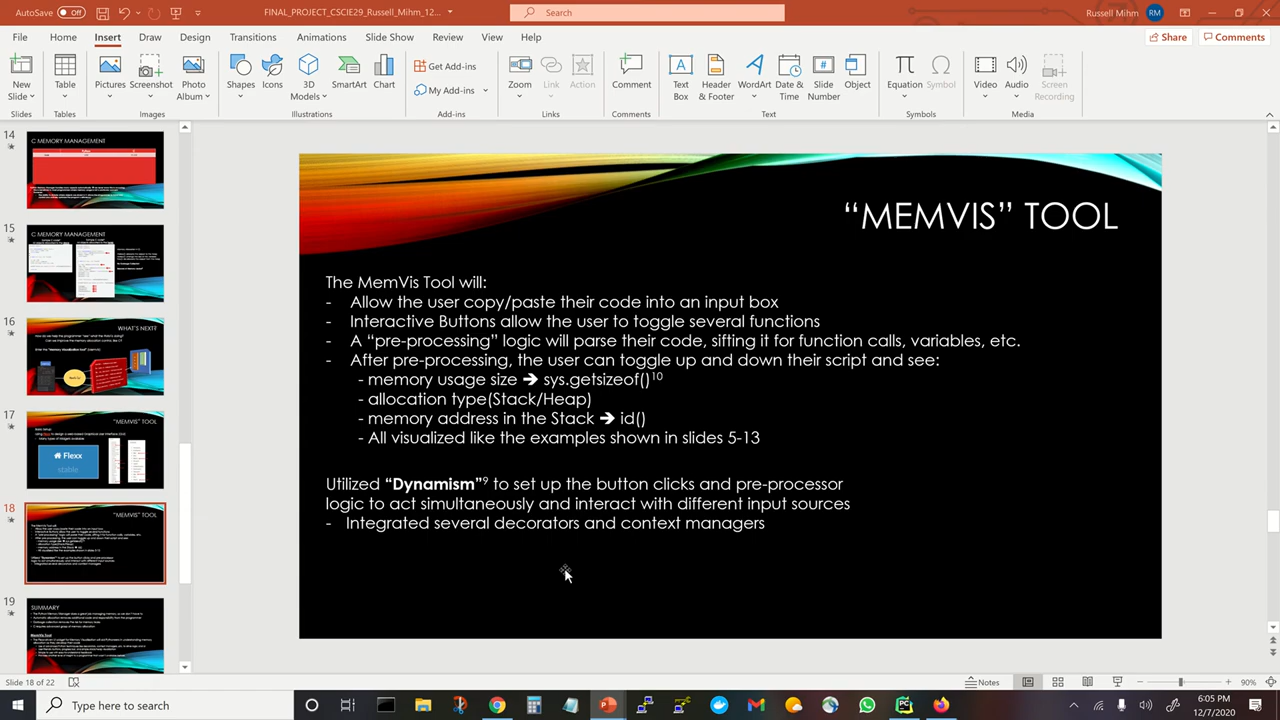 AutoSave Off
FINAL_PROJECT_CSCIE29_Russell_Mihm_12...
Search
Russell Mihm RM
File Home Insert Draw Design Transitions Animations Slide Show Review View Help
Share Comments
New Slide
Table
Pictures Screenshot Photo Album
Shapes Icons 3D Models SmartArt Chart
Get Add-ins
My Add-ins
Zoom Link Action
Comment
Text Box Header & Footer WordArt Date & Time Slide Number Object
Equation Symbol
Video Audio Screen Recording
Slides Tables Images Illustrations Add-ins Links Comments Text Symbols Media
14
C MEMORY MANAGEMENT
15
C MEMORY MANAGEMENT
16
WHAT'S NEXT?
17
"MEMVIS" TOOL
Flexx
stable
18
"MEMVIS" TOOL
19
SUMMARY
“MEMVIS” TOOL
The MemVis Tool will:
- Allow the user copy/paste their code into an input box
- Interactive Buttons allow the user to toggle several functions
- A “preprocessing” logic will parse their code, sifting for function calls, variables, etc.
- After pre-processing, the user can toggle up and down their script and see:
- memory usage size ➔ sys.getsizeof()¹⁰
- allocation type(Stack/Heap)
- memory address in the Stack ➔ id()
- All visualized like the examples shown in slides 5-13
Utilized “Dynamism”⁹ to set up the button clicks and pre-processor
logic to act simultaneously and interact with different input sources.
- Integrated several decorators and context managers
Slide 18 of 22
Notes
90%
Type here to search
6:05 PM
12/7/2020